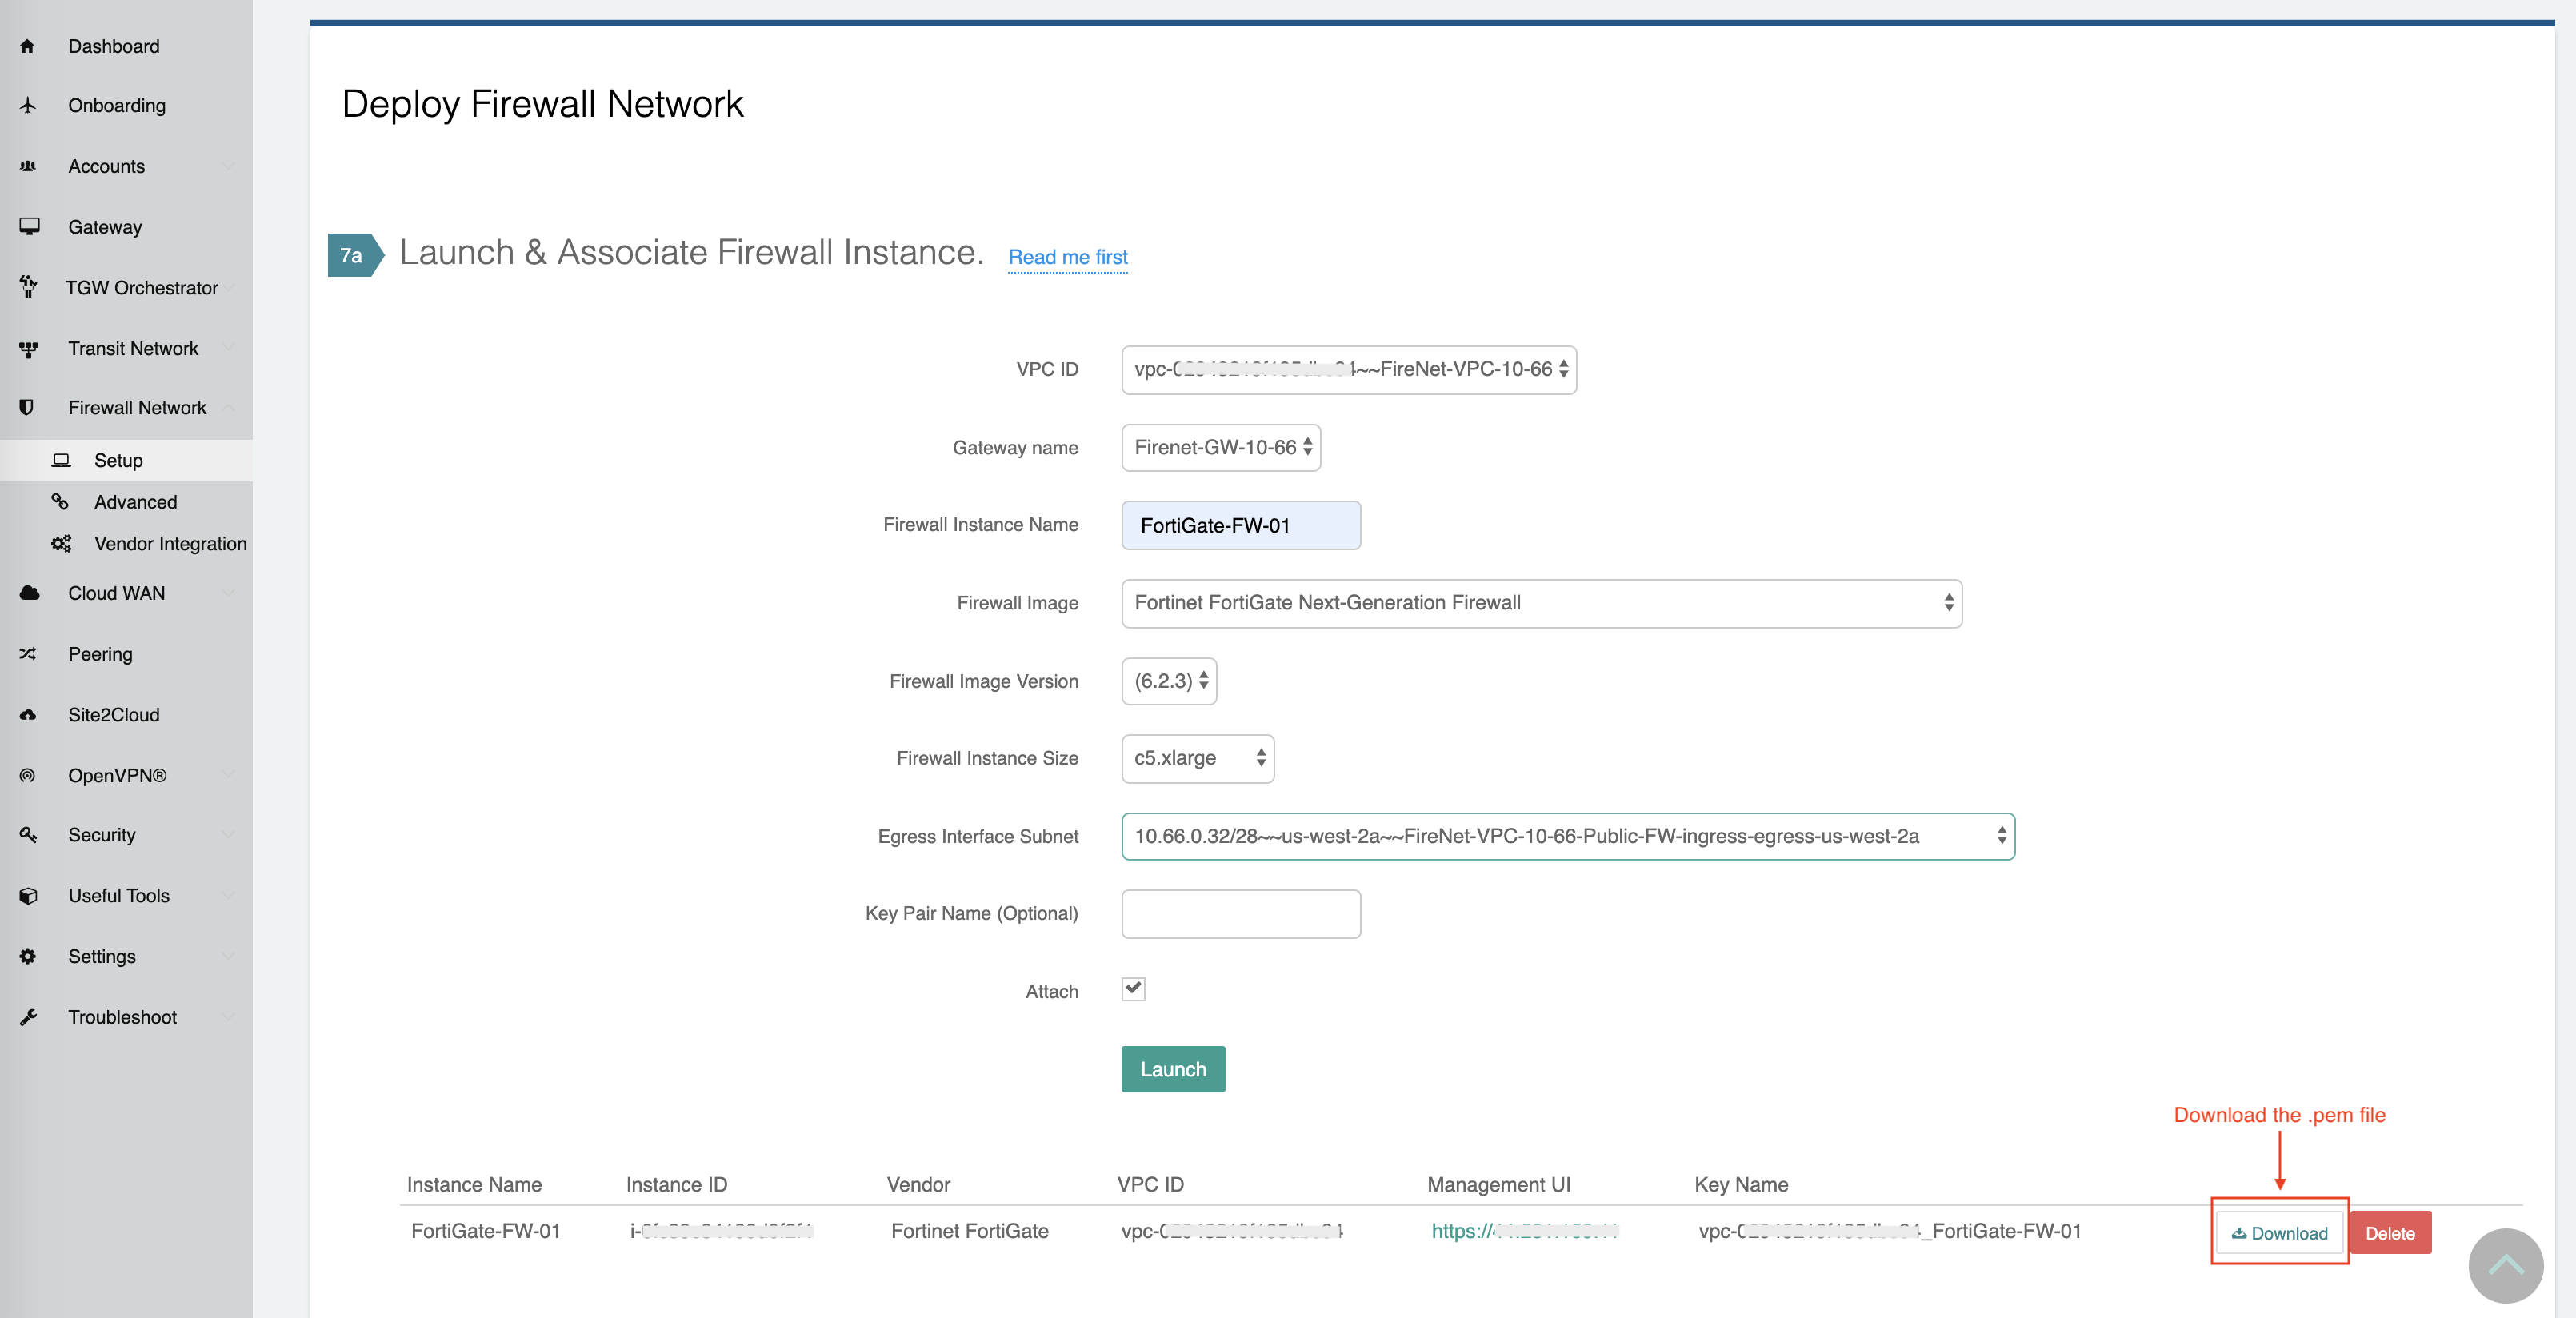 Dashboard
Onboarding
Accounts
Gateway
TGW Orchestrator
Transit Network
Firewall Network
Setup
Advanced
Vendor Integration
Cloud WAN
Peering
Site2Cloud
OpenVPN®
Security
Useful Tools
Settings
Troubleshoot
Deploy Firewall Network
7a Launch & Associate Firewall Instance. Read me first
VPC ID vpc-~~FireNet-VPC-10-66
Gateway name Firenet-GW-10-66
Firewall Instance Name FortiGate-FW-01
Firewall Image Fortinet FortiGate Next-Generation Firewall
Firewall Image Version (6.2.3)
Firewall Instance Size c5.xlarge
Egress Interface Subnet 10.66.0.32/28~~us-west-2a~~FireNet-VPC-10-66-Public-FW-ingress-egress-us-west-2a
Key Pair Name (Optional)
Attach
Launch
Download the .pem file
Instance Name Instance ID Vendor VPC ID Management UI Key Name
FortiGate-FW-01 i- Fortinet FortiGate vpc- https:// vpc-_FortiGate-FW-01 Download Delete